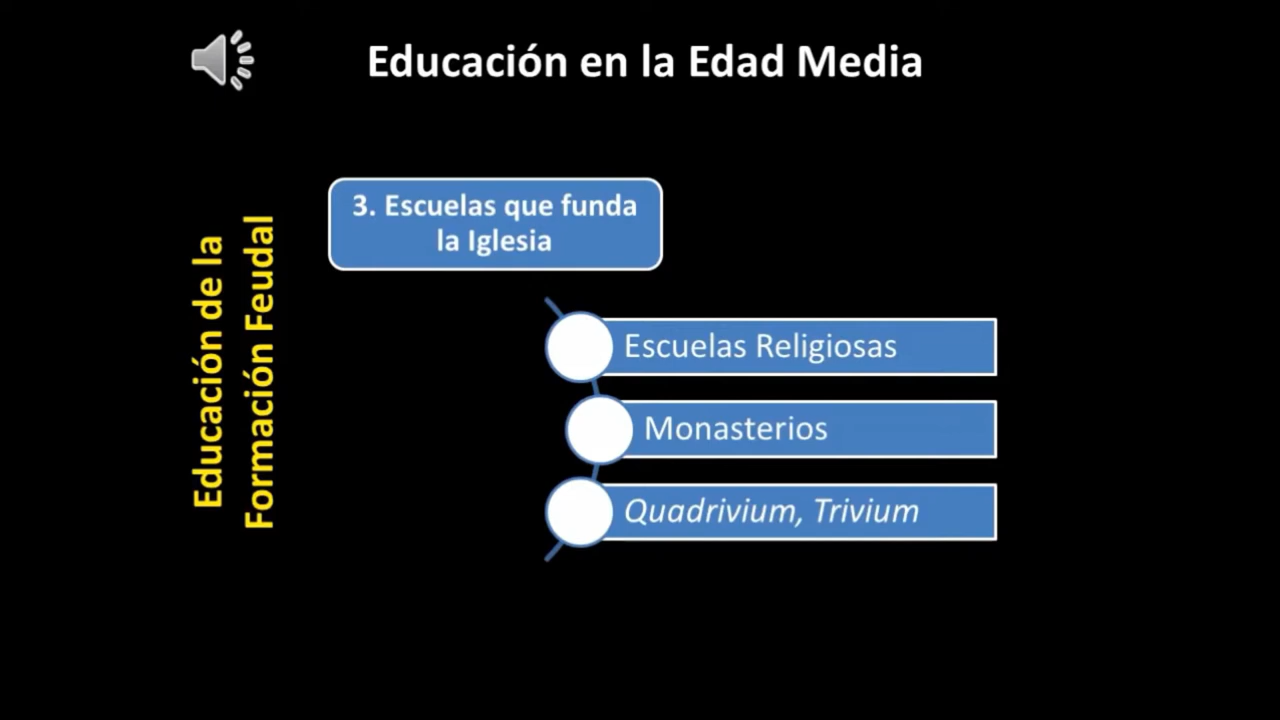 Educación en la Edad Media
Educación de la
Formación Feudal
3. Escuelas que funda
la Iglesia
Escuelas Religiosas
Monasterios
Quadrivium, Trivium